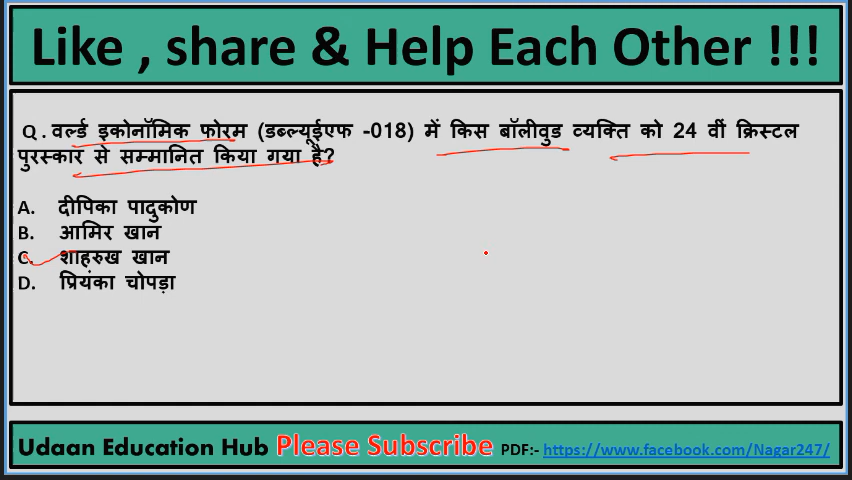 Like , share & Help Each Other !!!
Q . वर्ल्ड इकोनॉमिक फोरम (डब्ल्यूईएफ -018) में किस बॉलीवुड व्यक्ति को 24 वीं क्रिस्टल
पुरस्कार से सम्मानित किया गया है?
A. दीपिका पादुकोण
B. आमिर खान
C. शाहरुख खान
D. प्रियंका चोपड़ा
Udaan Education Hub Please Subscribe PDF:- https://www.facebook.com/Nagar247/